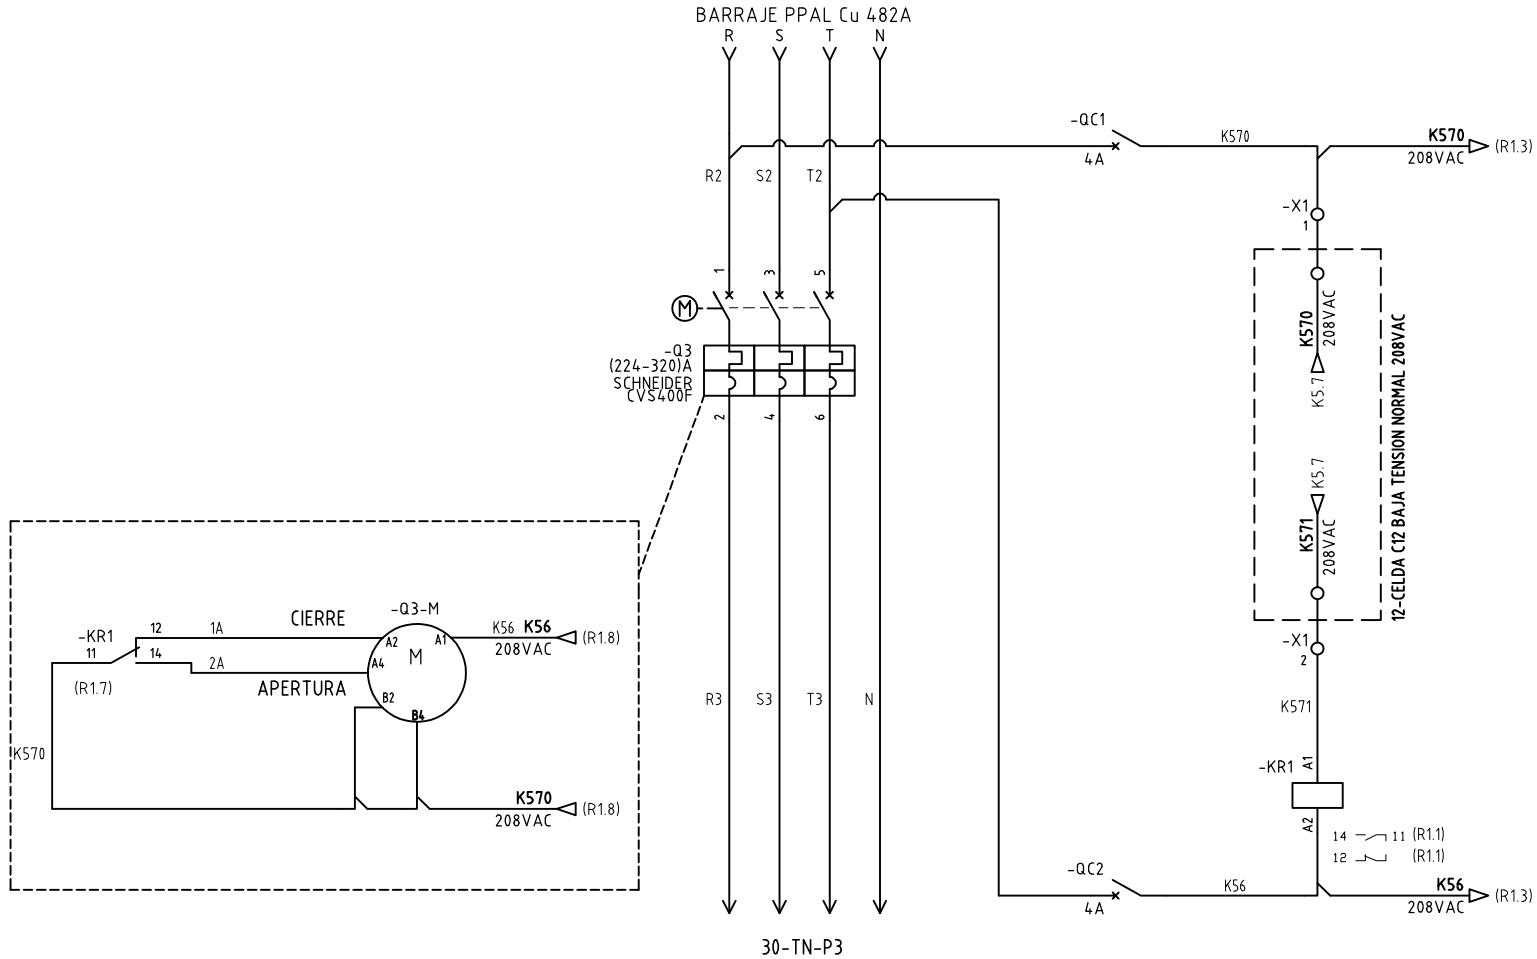 BARRAJE PPAL Cu 482A
R S T N
-QC1
4A
K570
K570
208VAC
(R1.3)
R2 S2 T2
-X1
1
1 3 5
M
-Q3
(224-320)A
SCHNEIDER
CVS400F
2 4 6
K570
208VAC
K5.7
K5.7
K571
208VAC
12-CELDA C12 BAJA TENSION NORMAL 208VAC
-X1
2
K571
-KR1
A1
A2
14 11 (R1.1)
12 (R1.1)
-QC2
4A
K56
K56
208VAC
(R1.3)
R3 S3 T3 N
-Q3-M
CIERRE
-KR1
12
1A
11
14
2A
(R1.7)
APERTURA
A2
A1
A4
M
B2
B4
K56 K56
208VAC
(R1.8)
K570
K570
208VAC
(R1.8)
30-TN-P3